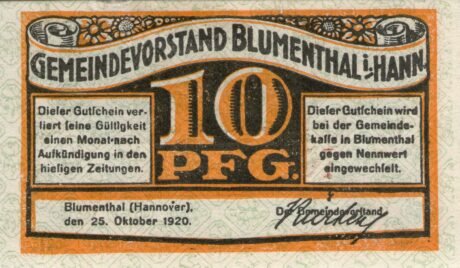 GEMEINDEVORSTAND BLUMENTHAL i/HANN.
10
PFG.
Dieser Gutschein ver-
liert seine Gültigkeit
einen Monat nach
Aufkündigung in den
hiesigen Zeitungen.
Dieser Gutschein wird
bei der Gemeinde-
kasse in Blumenthal
gegen Nennwert
eingewechselt.
Blumenthal (Hannover),
den 25. Oktober 1920.
Der Gemeindevorstand